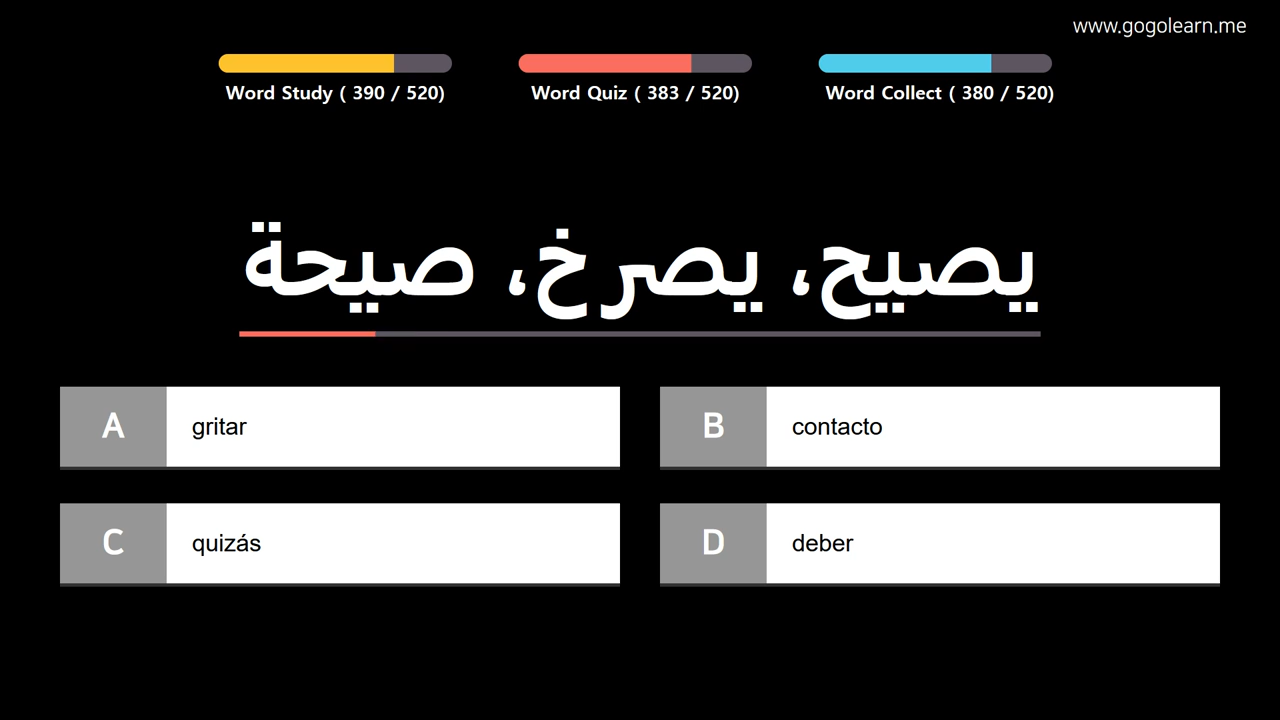 www.gogolearn.me
Word Study ( 390 / 520)
Word Quiz ( 383 / 520)
Word Collect ( 380 / 520)
يصيح، يصرخ، صيحة
A gritar
B contacto
C quizás
D deber